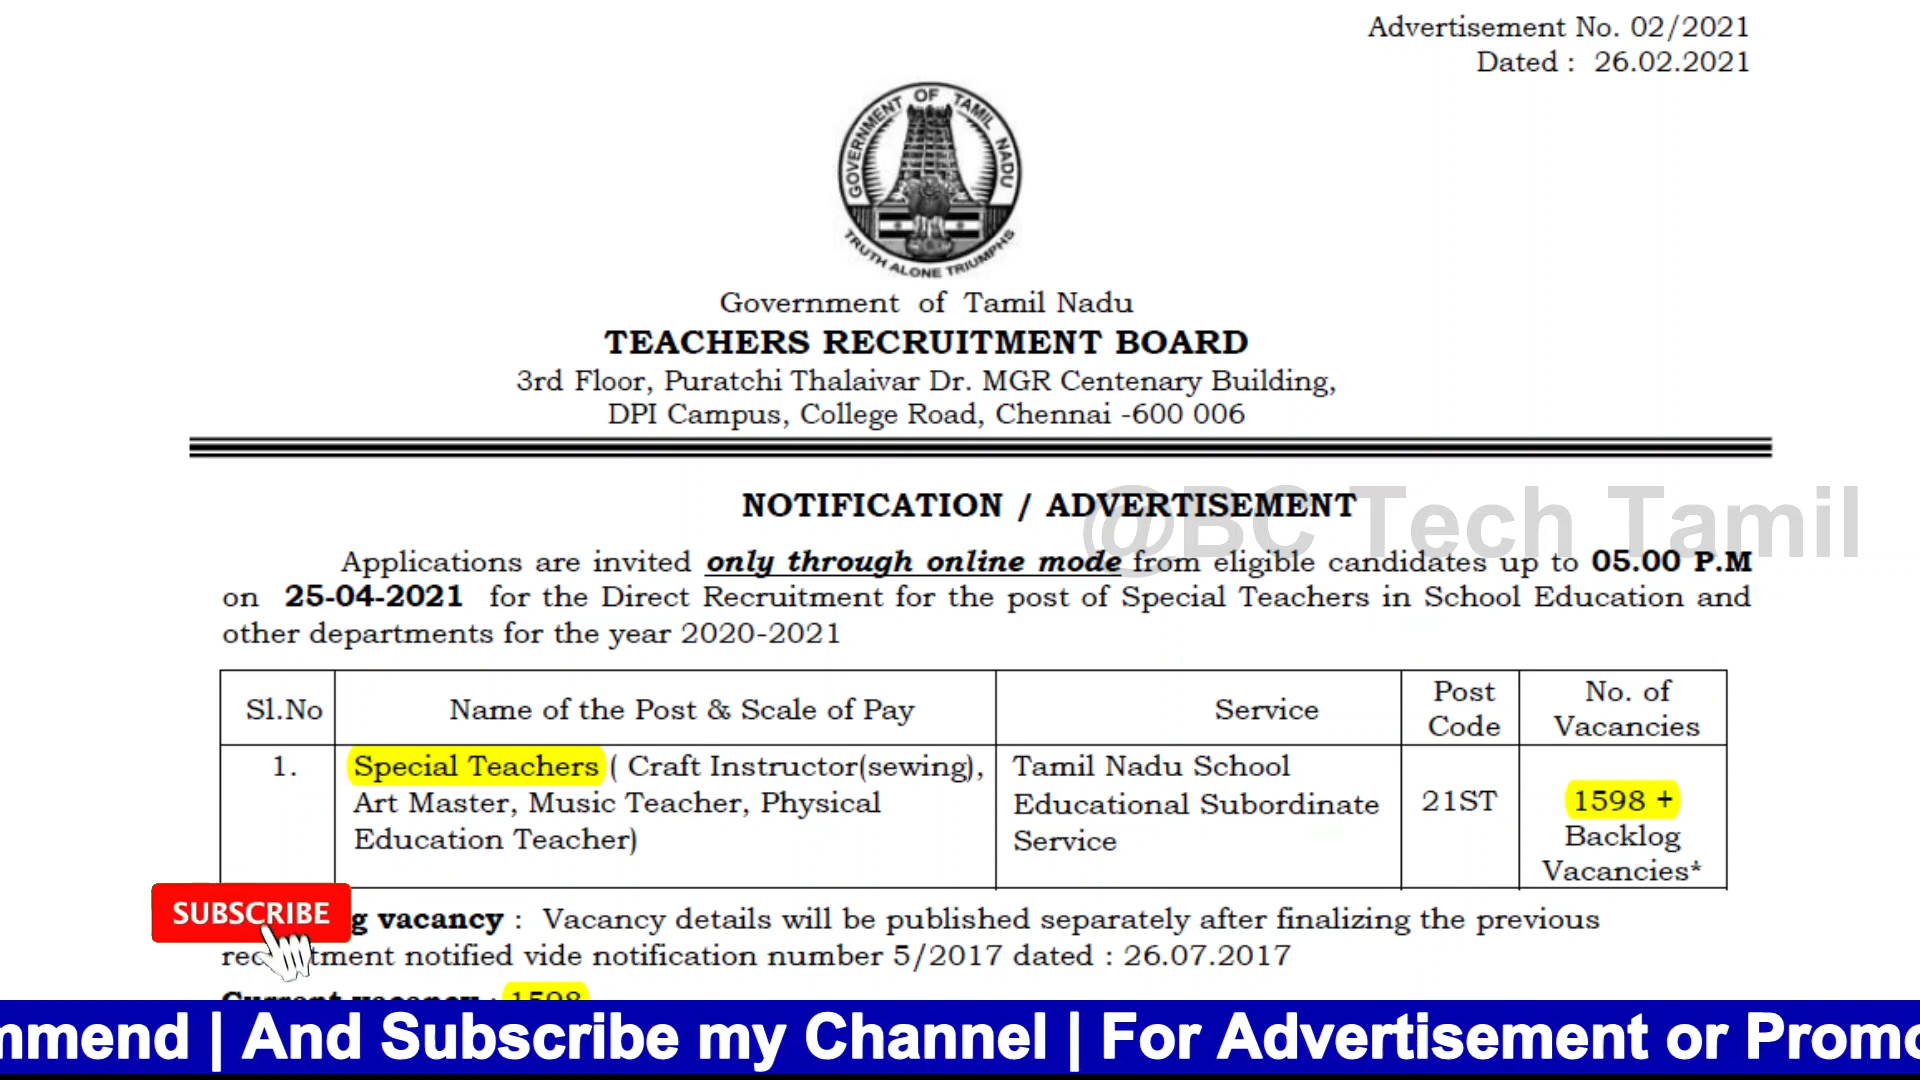 Advertisement No. 02/2021
Dated : 26.02.2021
GOVERNMENT OF TAMIL NADU
TRUTH ALONE TRIUMPHS
Government of Tamil Nadu
TEACHERS RECRUITMENT BOARD
3rd Floor, Puratchi Thalaivar Dr. MGR Centenary Building,
DPI Campus, College Road, Chennai -600 006
NOTIFICATION / ADVERTISEMENT
@BC Tech Tamil
Applications are invited only through online mode from eligible candidates up to 05.00 P.M
on 25-04-2021 for the Direct Recruitment for the post of Special Teachers in School Education and
other departments for the year 2020-2021
Sl.No Name of the Post & Scale of Pay Service Post Code No. of Vacancies
1. Special Teachers ( Craft Instructor(sewing), Art Master, Music Teacher, Physical Education Teacher) Tamil Nadu School Educational Subordinate Service 21ST 1598 + Backlog Vacancies*
SUBSCRIBE
g vacancy : Vacancy details will be published separately after finalizing the previous
tment notified vide notification number 5/2017 dated : 26.07.2017
Current vacancy : 1598
mmend | And Subscribe my Channel | For Advertisement or Promo